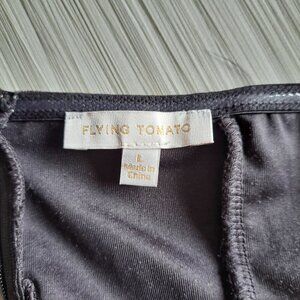 FLYING TOMATO
L
Made in
China